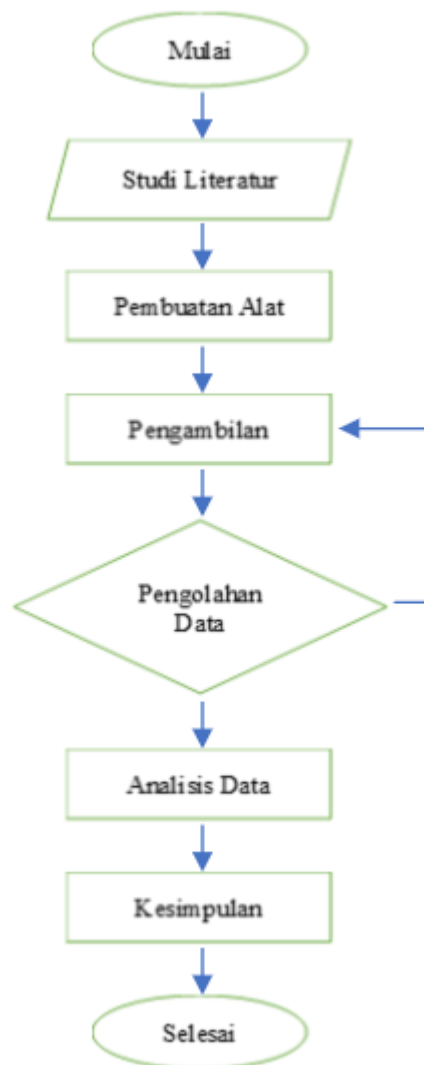 Mulai
Studi Literatur
Pembuatan Alat
Pengambilan
Pengolahan
Data
Analisis Data
Kesimpulan
Selesai